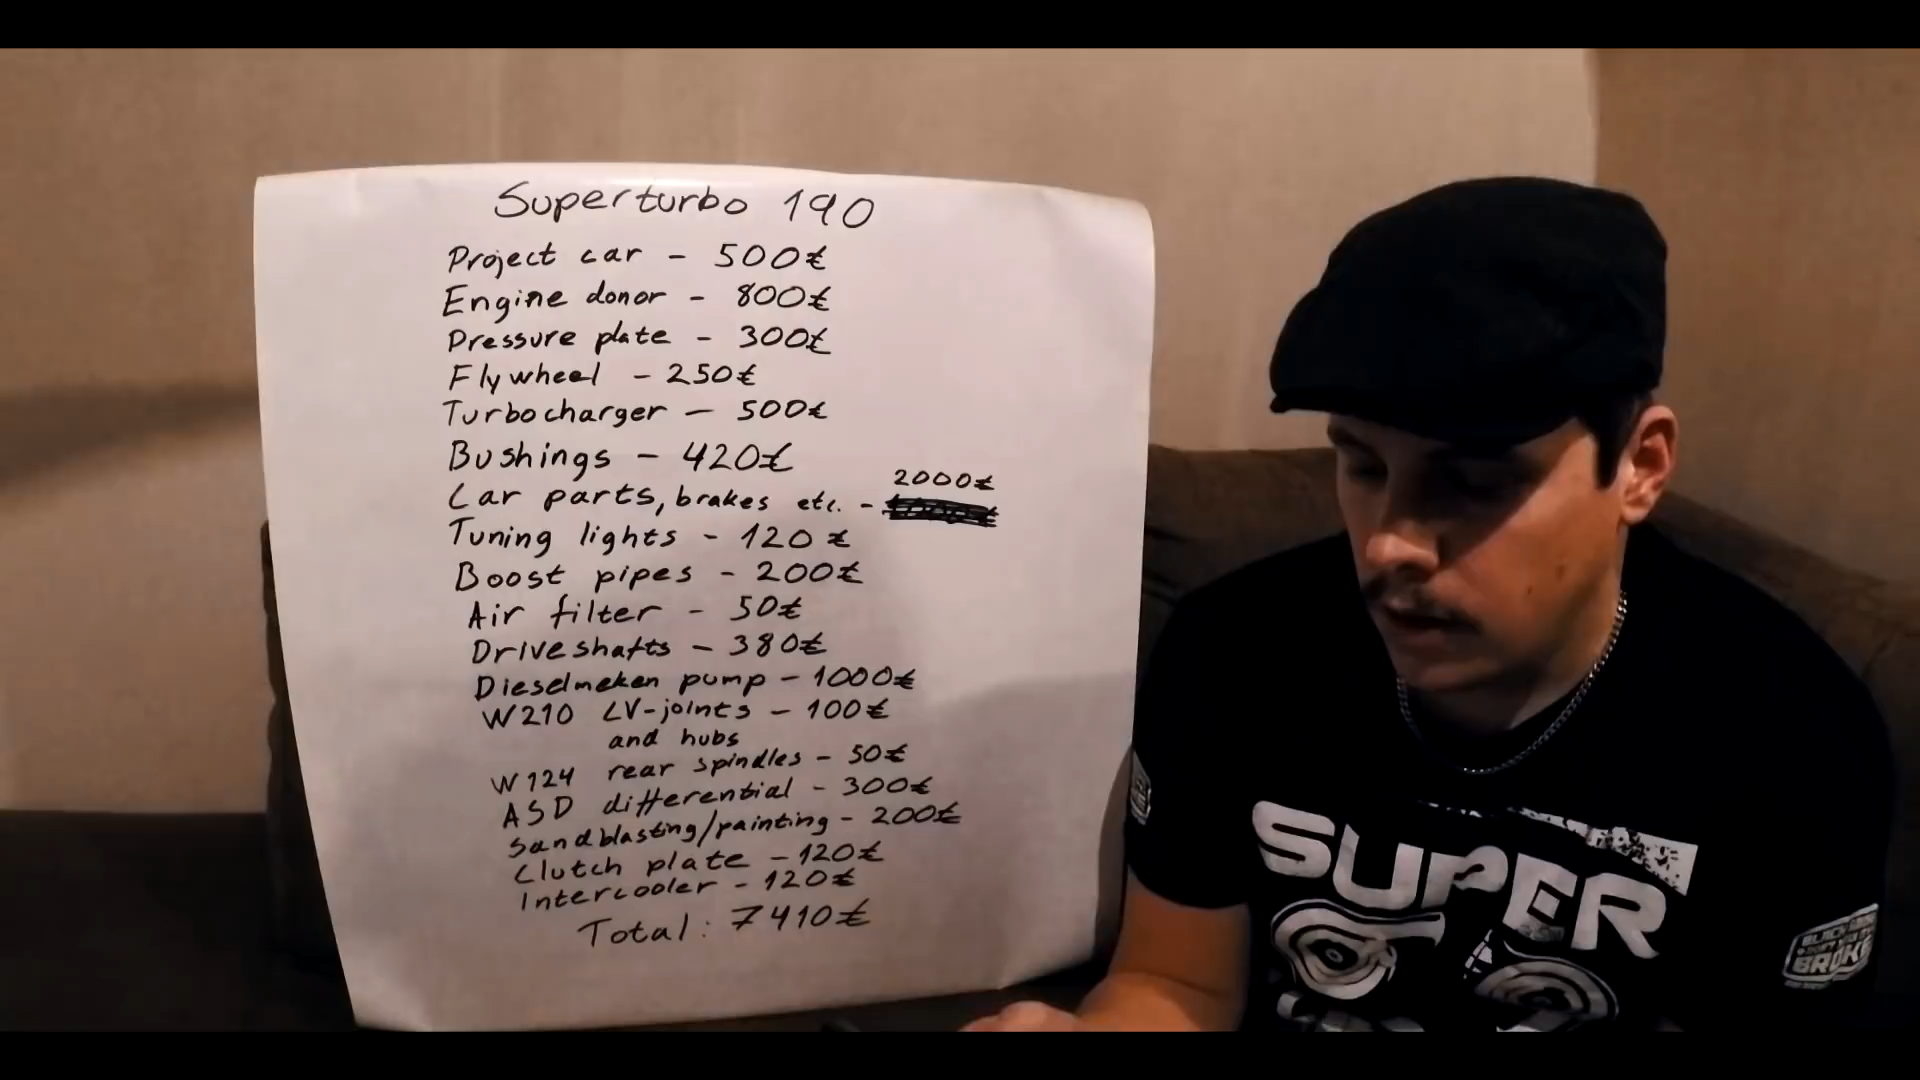 Superturbo 190
Project car - 500€
Engine donor - 800€
Pressure plate - 300€
Flywheel - 250€
Turbocharger - 500€
Bushings - 420€
2000€
Car parts, brakes etc. - 1000€
Tuning lights - 120€
Boost pipes - 200€
Air filter - 50€
Driveshafts - 380€
Dieselmeken pump - 1000€
W210 LV-joints - 100€
and hubs
W124 rear spindles - 50€
ASD differential - 300€
Sandblasting/painting - 200€
Clutch plate - 120€
Intercooler - 120€
Total: 7410€
SUPER
BROKE